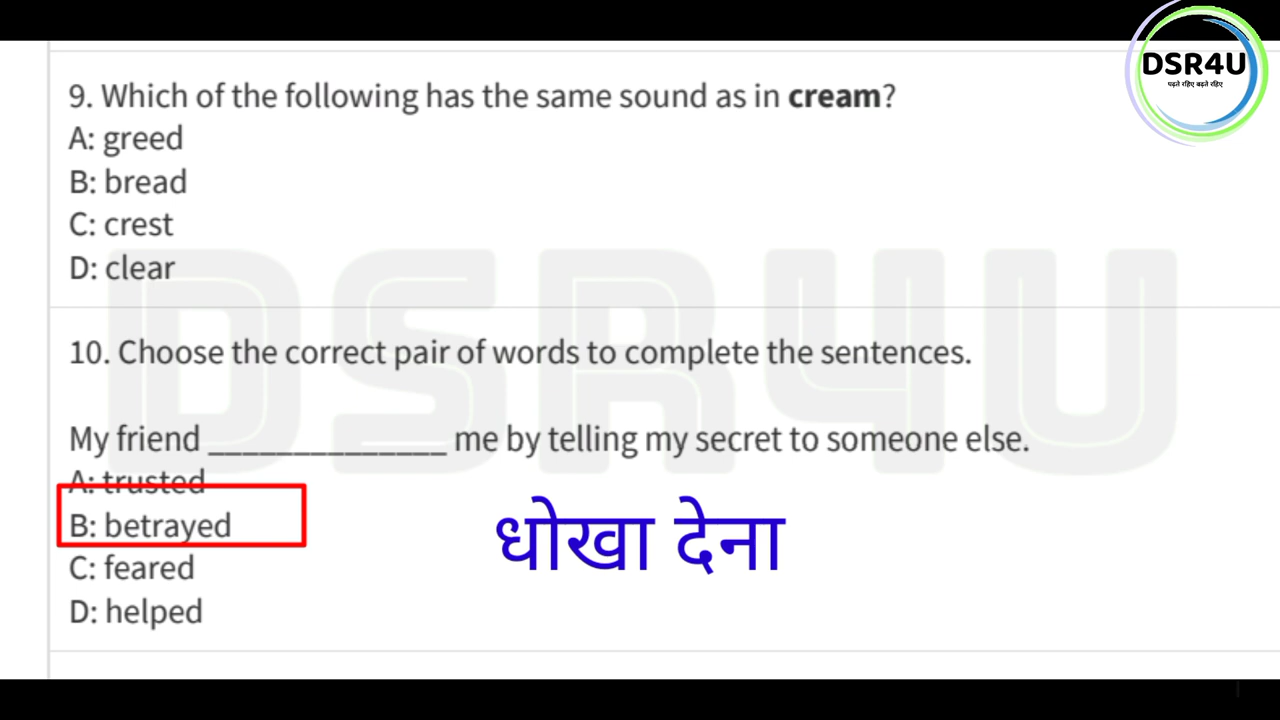 DSR4U
पढ़ते रहिए बढ़ते रहिए
9. Which of the following has the same sound as in cream?
A: greed
B: bread
C: crest
D: clear
DSR4U
10. Choose the correct pair of words to complete the sentences.
My friend ______________ me by telling my secret to someone else.
A: trusted
B: betrayed
धोखा देना
C: feared
D: helped